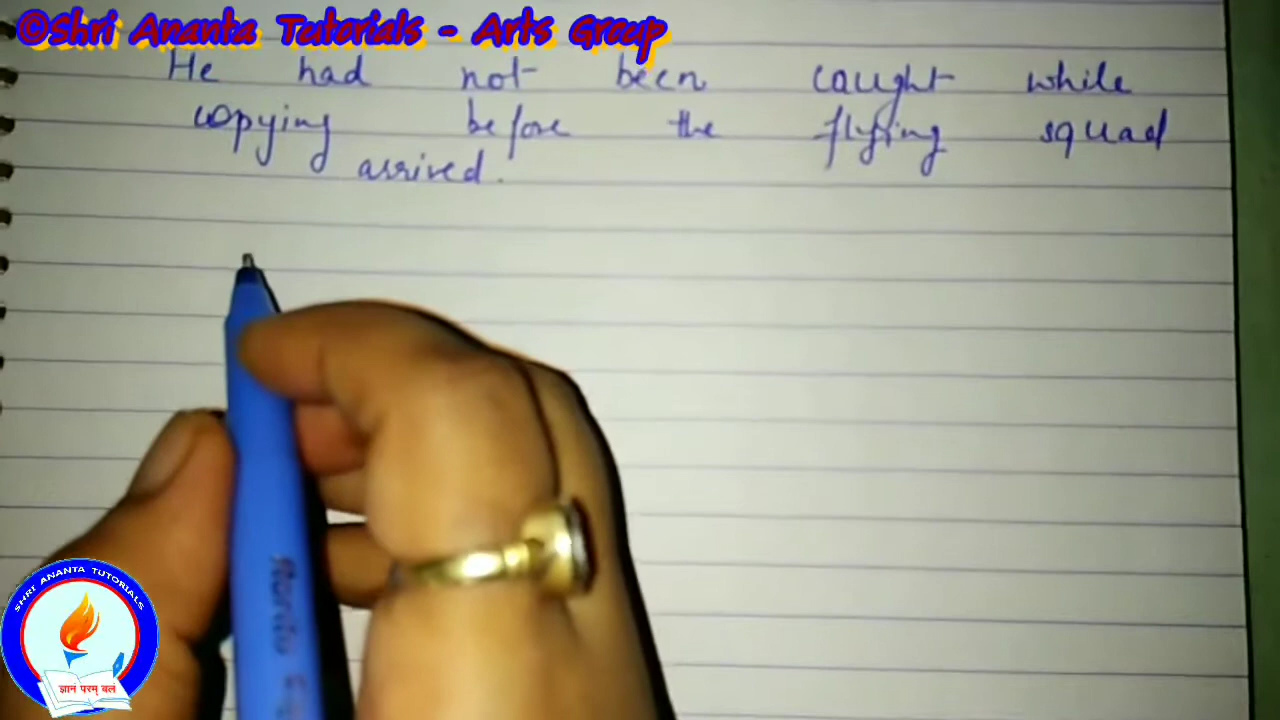 ©Shri Ananta Tutorials - Arts Group
He had not been caught while
copying before the flying squad
arrived.
SHRI ANANTA TUTORIALS
ज्ञानं परमं बलं